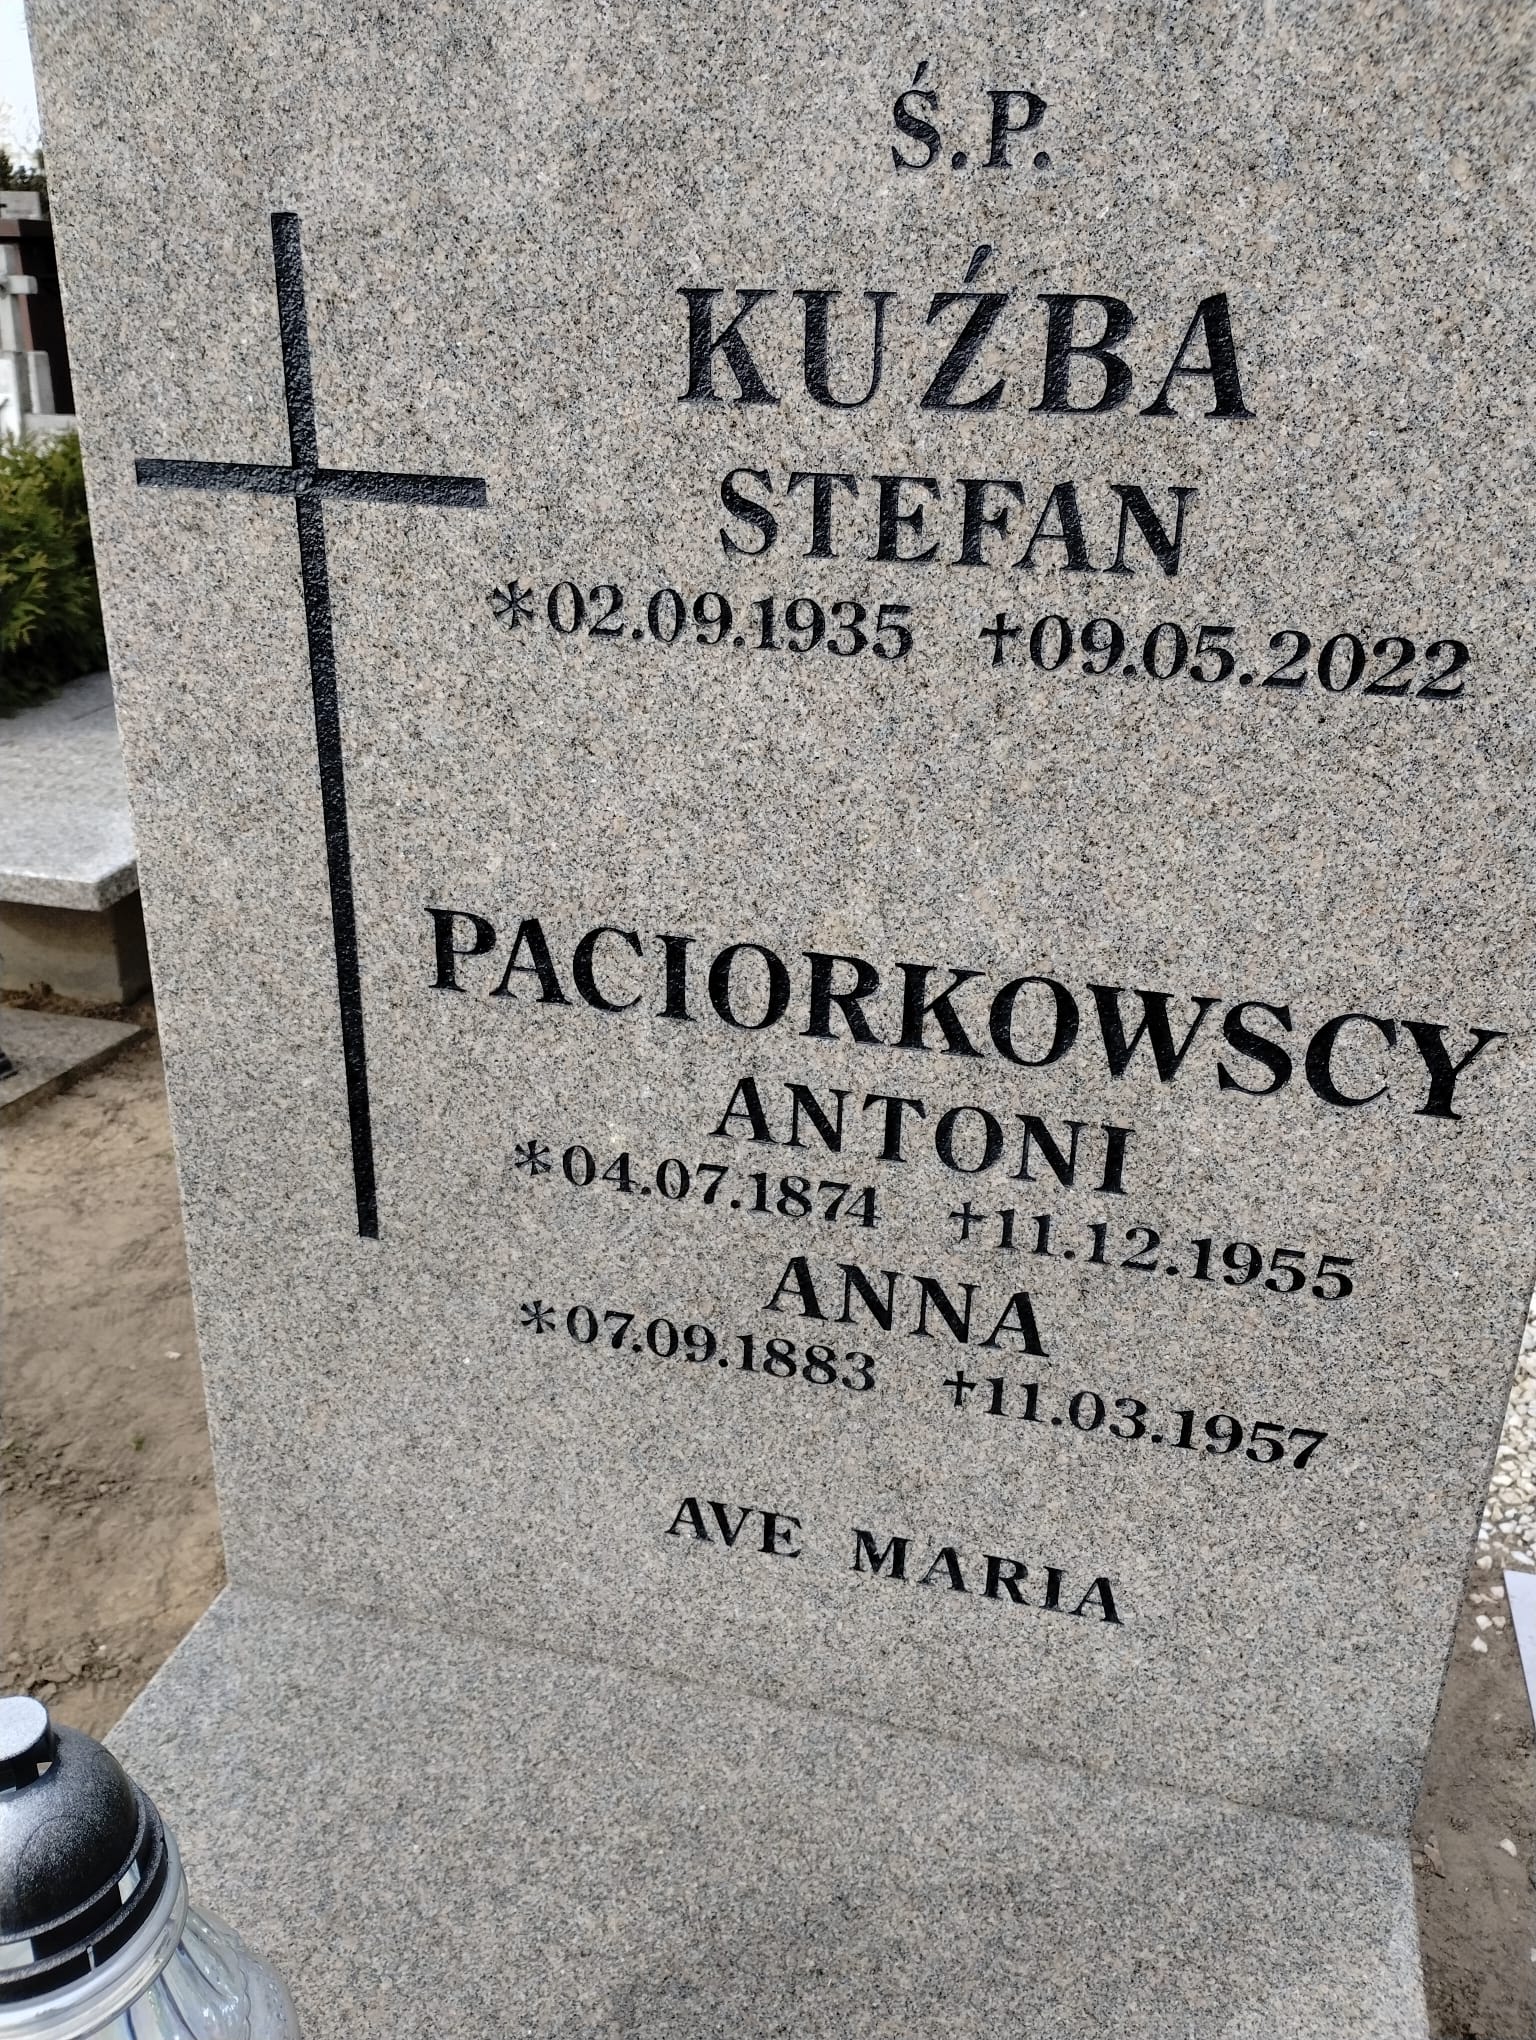 Ś.P.
KUŹBA
STEFAN
*02.09.1935 †09.05.2022
PACIORKOWSCY
ANTONI
*04.07.1874 †11.12.1955
ANNA
*07.09.1883 †11.03.1957
AVE MARIA